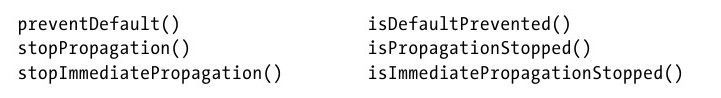 preventDefault() isDefaultPrevented()
stopPropagation() isPropagationStopped()
stopImmediatePropagation() isImmediatePropagationStopped()